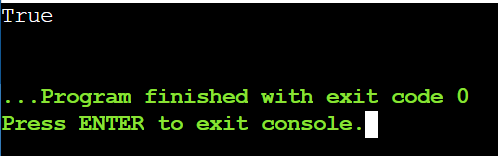 True
...Program finished with exit code 0
Press ENTER to exit console.